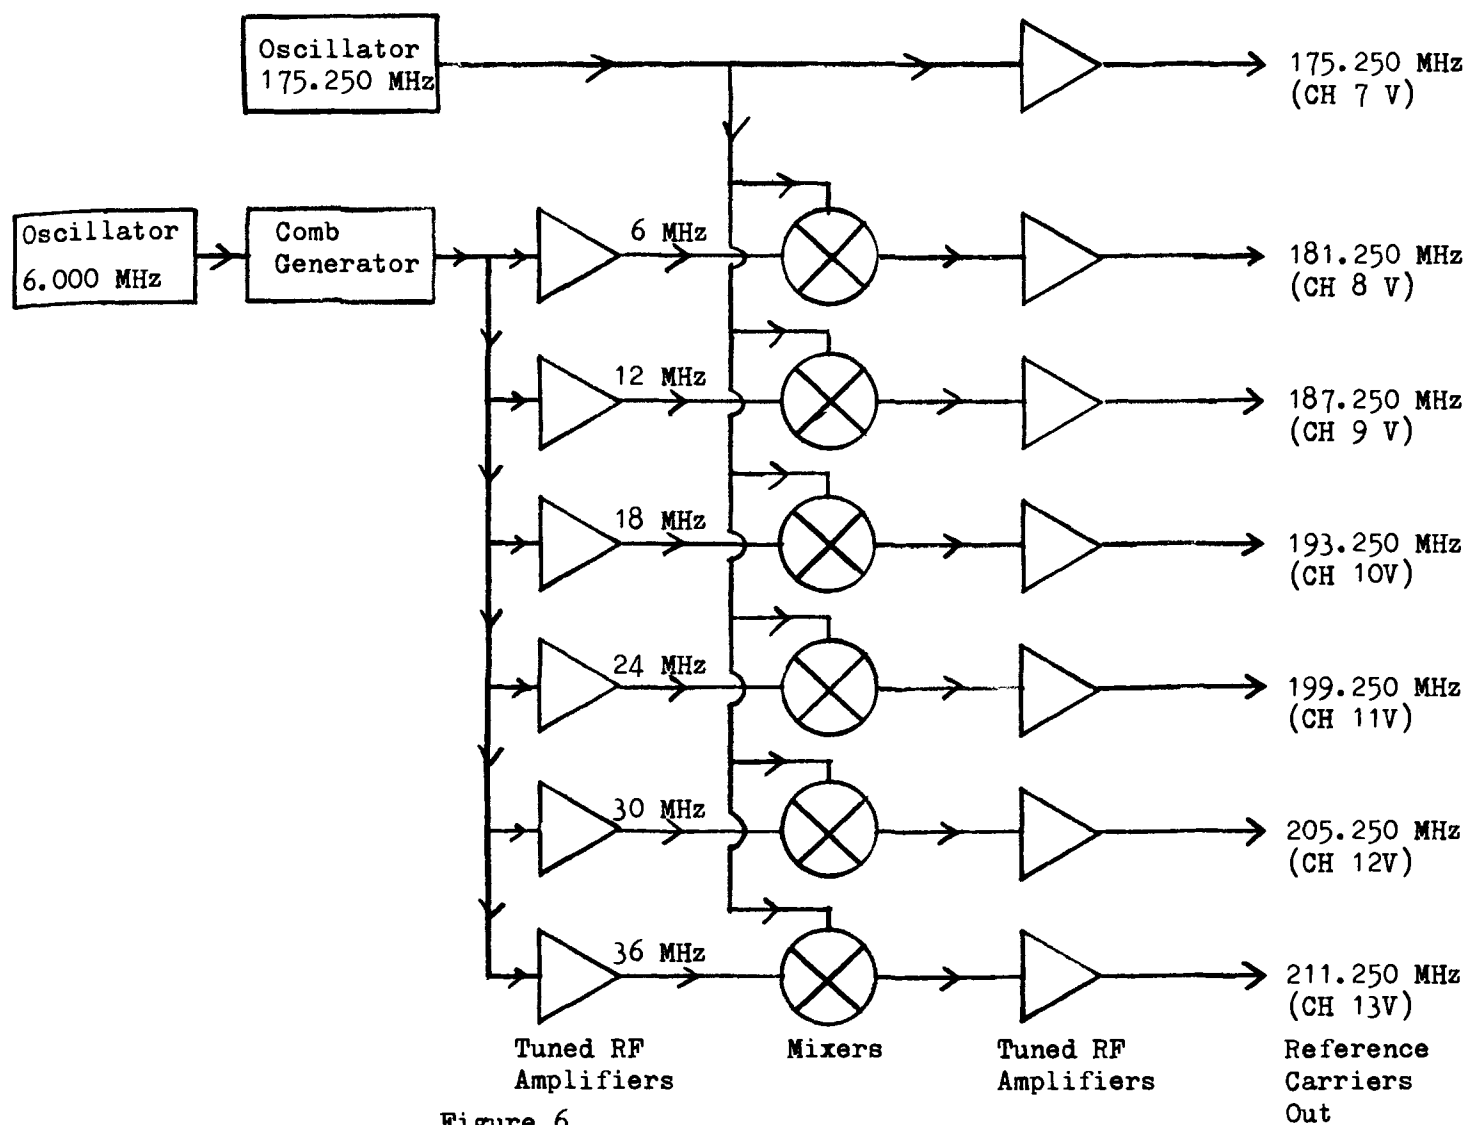 Oscillator
175.250 MHz
175.250 MHz
(CH 7 V)
Oscillator
6.000 MHz
Comb
Generator
6 MHz
181.250 MHz
(CH 8 V)
12 MHz
187.250 MHz
(CH 9 V)
18 MHz
193.250 MHz
(CH 10V)
24 MHz
199.250 MHz
(CH 11V)
30 MHz
205.250 MHz
(CH 12V)
36 MHz
211.250 MHz
(CH 13V)
Tuned RF
Amplifiers
Mixers
Tuned RF
Amplifiers
Reference
Carriers
Out
Figure 6